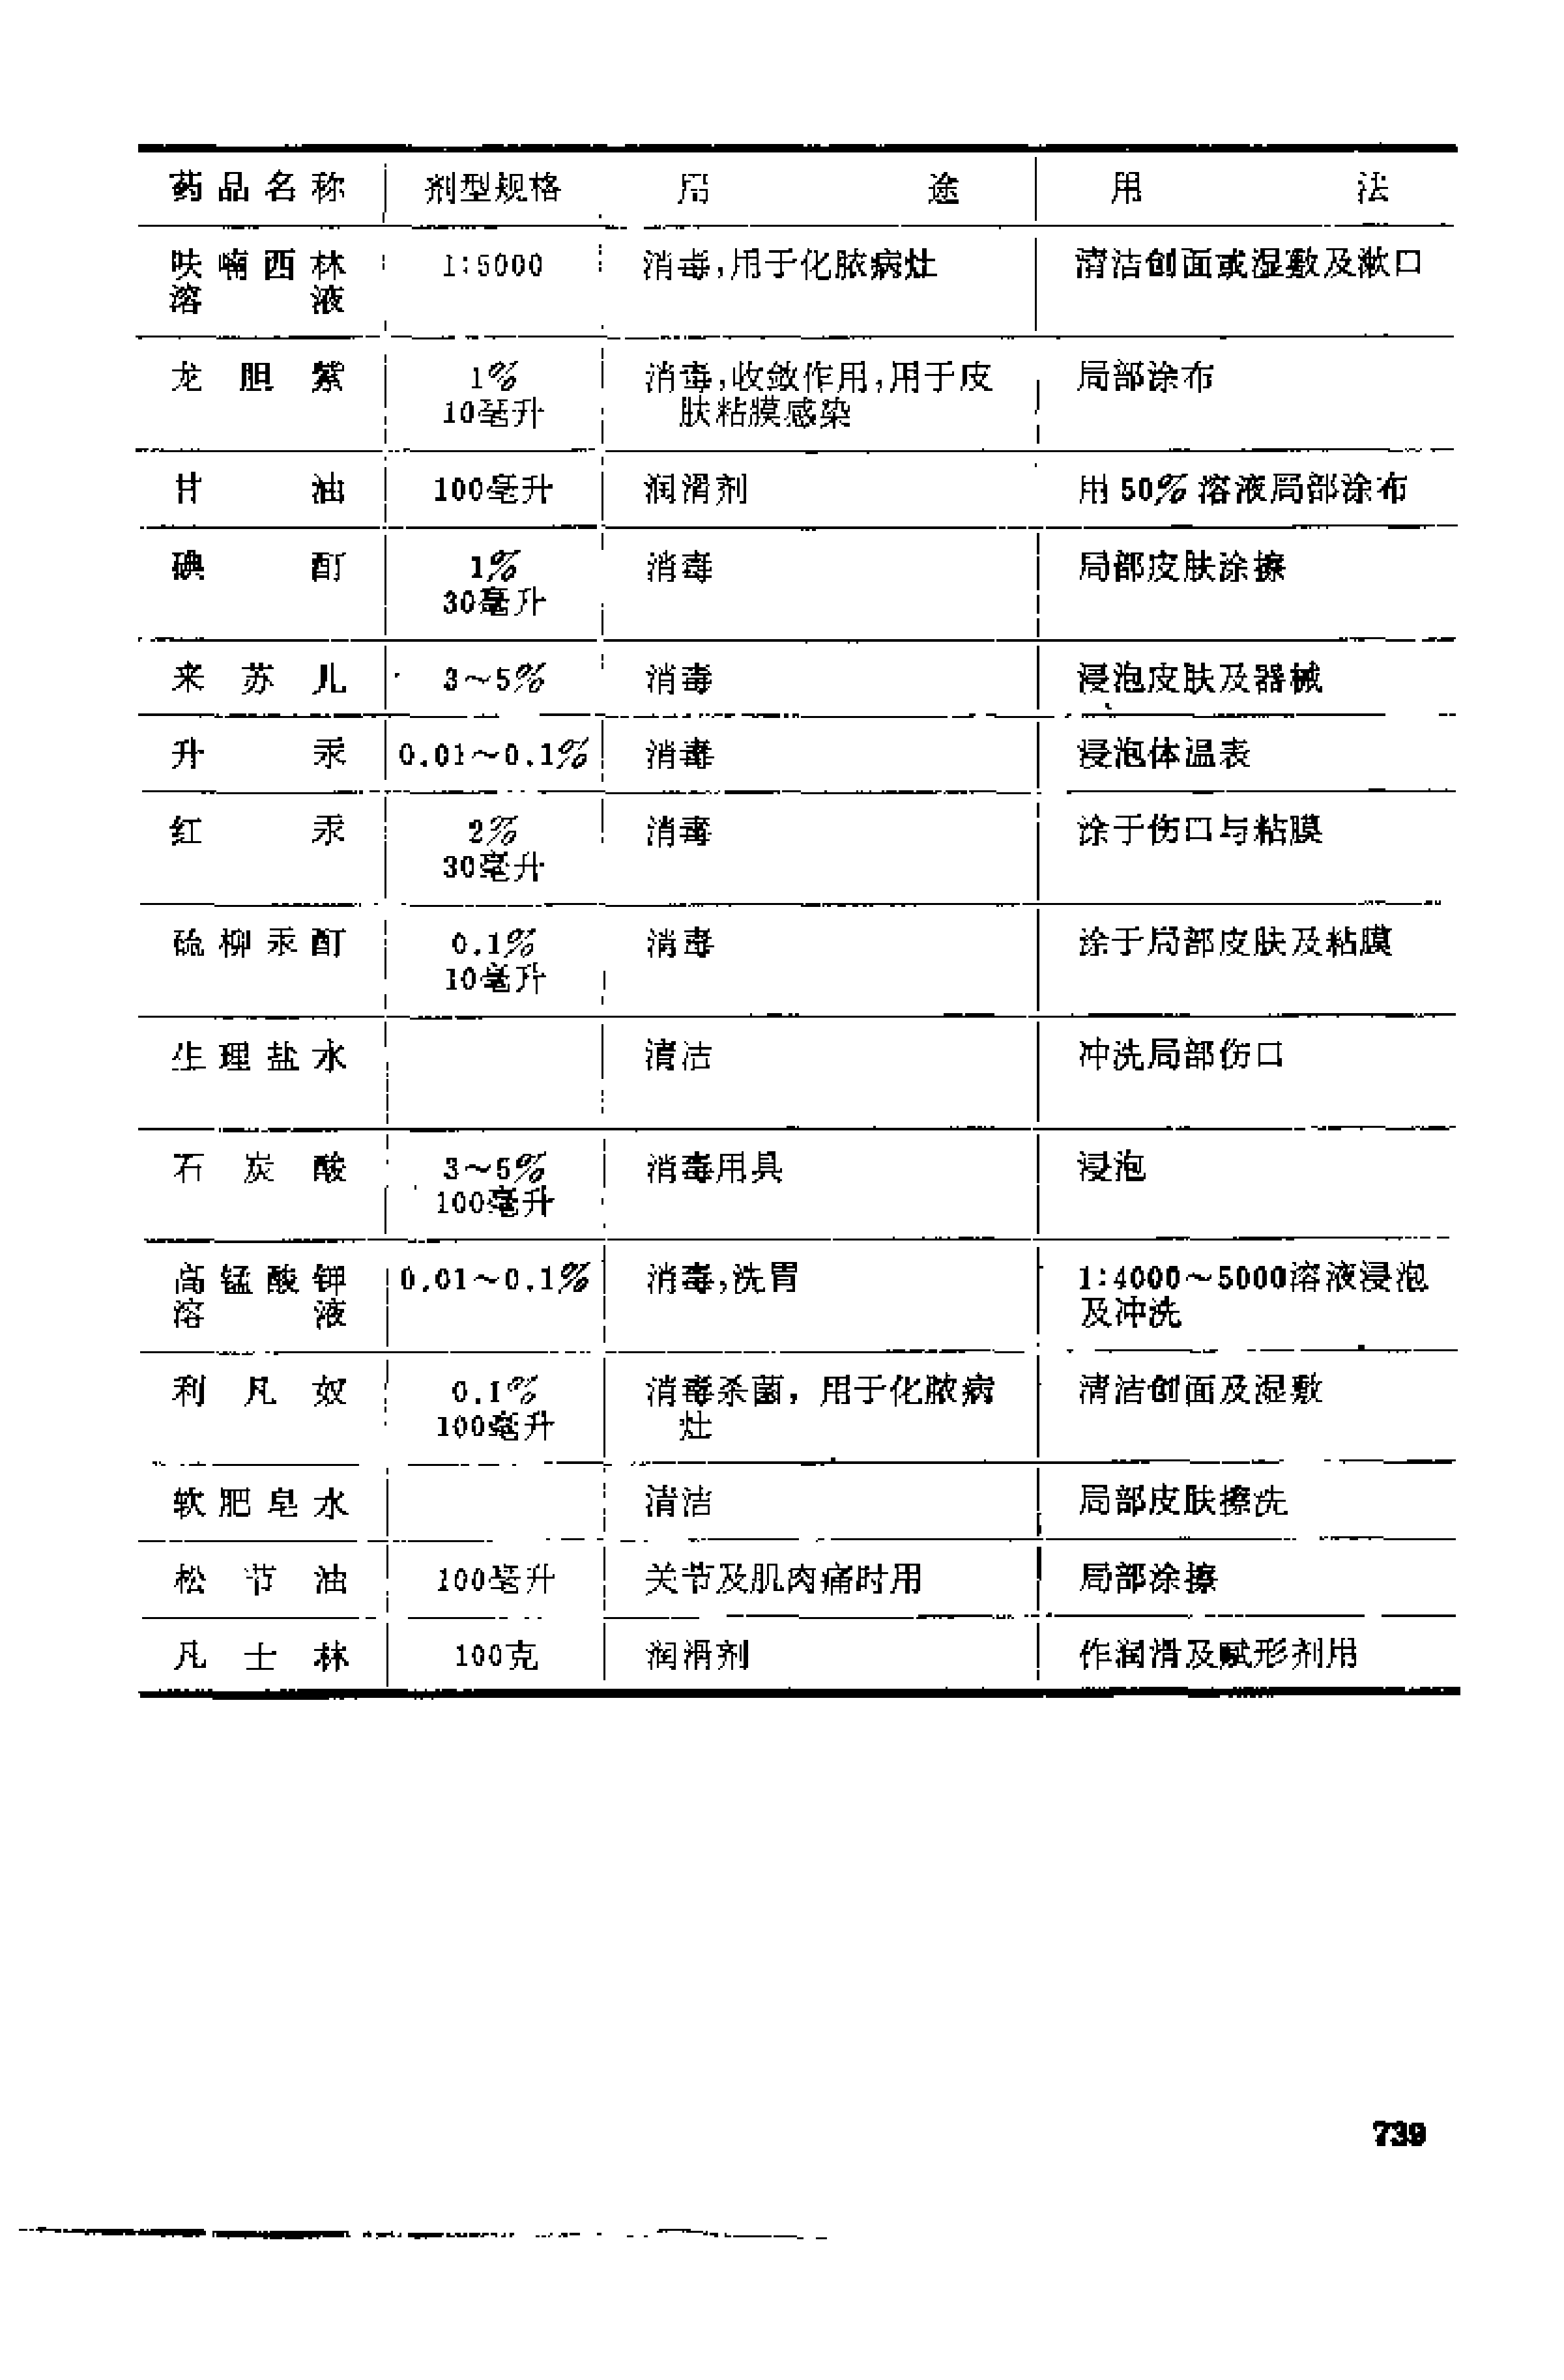 药品名称 剂型规格 用途 用法
呋喃西林 1:5000 消毒,用于化脓病灶 清洁创面或湿敷及漱口
溶液
龙胆紫 1% 消毒,收敛作用,用于皮 局部涂布
10毫升 肤粘膜感染
甘油 100毫升 润滑剂 用50%溶液局部涂布
碘酊 1% 消毒 局部皮肤涂擦
30毫升
来苏儿 3～5% 消毒 浸泡皮肤及器械
升汞 0.01～0.1% 消毒 浸泡体温表
红汞 2% 消毒 涂于伤口与粘膜
30毫升
硫柳汞酊 0.1% 消毒 涂于局部皮肤及粘膜
10毫升
生理盐水 清洁 冲洗局部伤口
石炭酸 3～5% 消毒用具 浸泡
100毫升
高锰酸钾 0.01～0.1% 消毒,洗胃 1:4000～5000溶液浸泡
溶液 及冲洗
利凡奴 0.1% 消毒杀菌，用于化脓病 清洁创面及湿敷
100毫升 灶
软肥皂水 清洁 局部皮肤擦洗
松节油 100毫升 关节及肌肉痛时用 局部涂擦
凡士林 100克 润滑剂 作润滑及赋形剂用
739